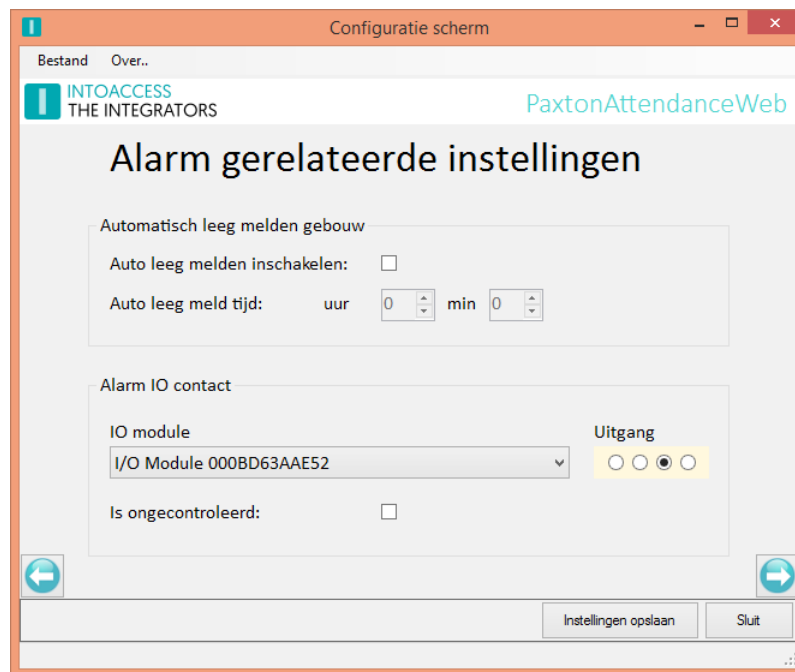 Configuratie scherm
Bestand Over..
INTOACCESS
THE INTEGRATORS
PaxtonAttendanceWeb
Alarm gerelateerde instellingen
Automatisch leeg melden gebouw
Auto leeg melden inschakelen:
Auto leeg meld tijd: uur 0 min 0
Alarm IO contact
IO module Uitgang
I/O Module 000BD63AAE52
Is ongecontroleerd:
Instellingen opslaan Sluit